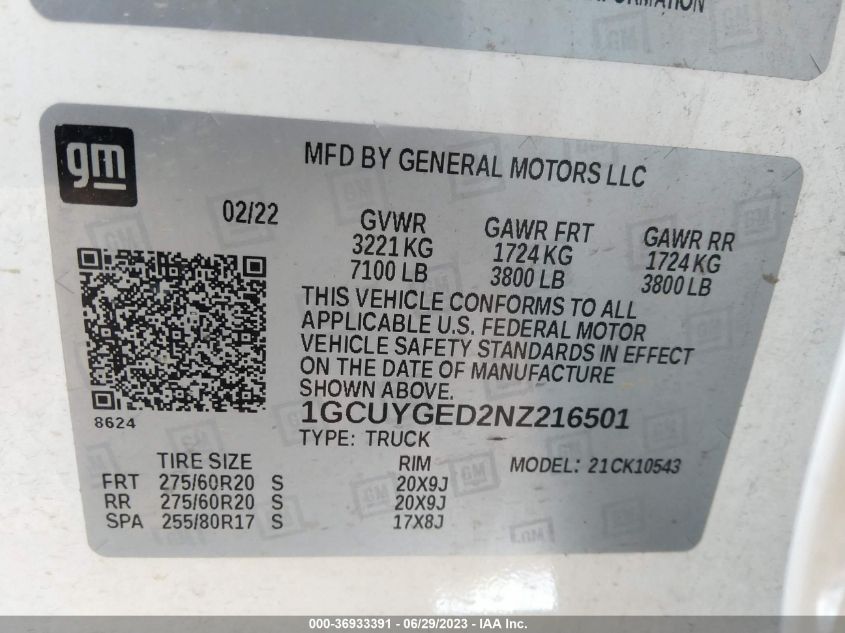 FORMATION
GM
gm
MFD BY GENERAL MOTORS LLC
02/22
GVWR GAWR FRT GAWR RR
3221 KG 1724 KG 1724 KG
7100 LB 3800 LB 3800 LB
THIS VEHICLE CONFORMS TO ALL
APPLICABLE U.S. FEDERAL MOTOR
VEHICLE SAFETY STANDARDS IN EFFECT
ON THE DATE OF MANUFACTURE
SHOWN ABOVE.
8624
1GCUYGED2NZ216501
TYPE: TRUCK
TIRE SIZE RIM MODEL: 21CK10543
FRT 275/60R20 S 20X9J
RR 275/60R20 S 20X9J
SPA 255/80R17 S 17X8J
GM
000-36933391 - 06/29/2023 - IAA Inc.